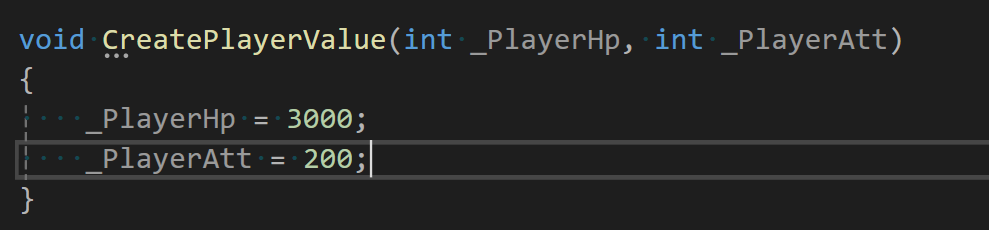 void CreatePlayerValue(int _PlayerHp, int _PlayerAtt)
{
    _PlayerHp = 3000;
    _PlayerAtt = 200;
}